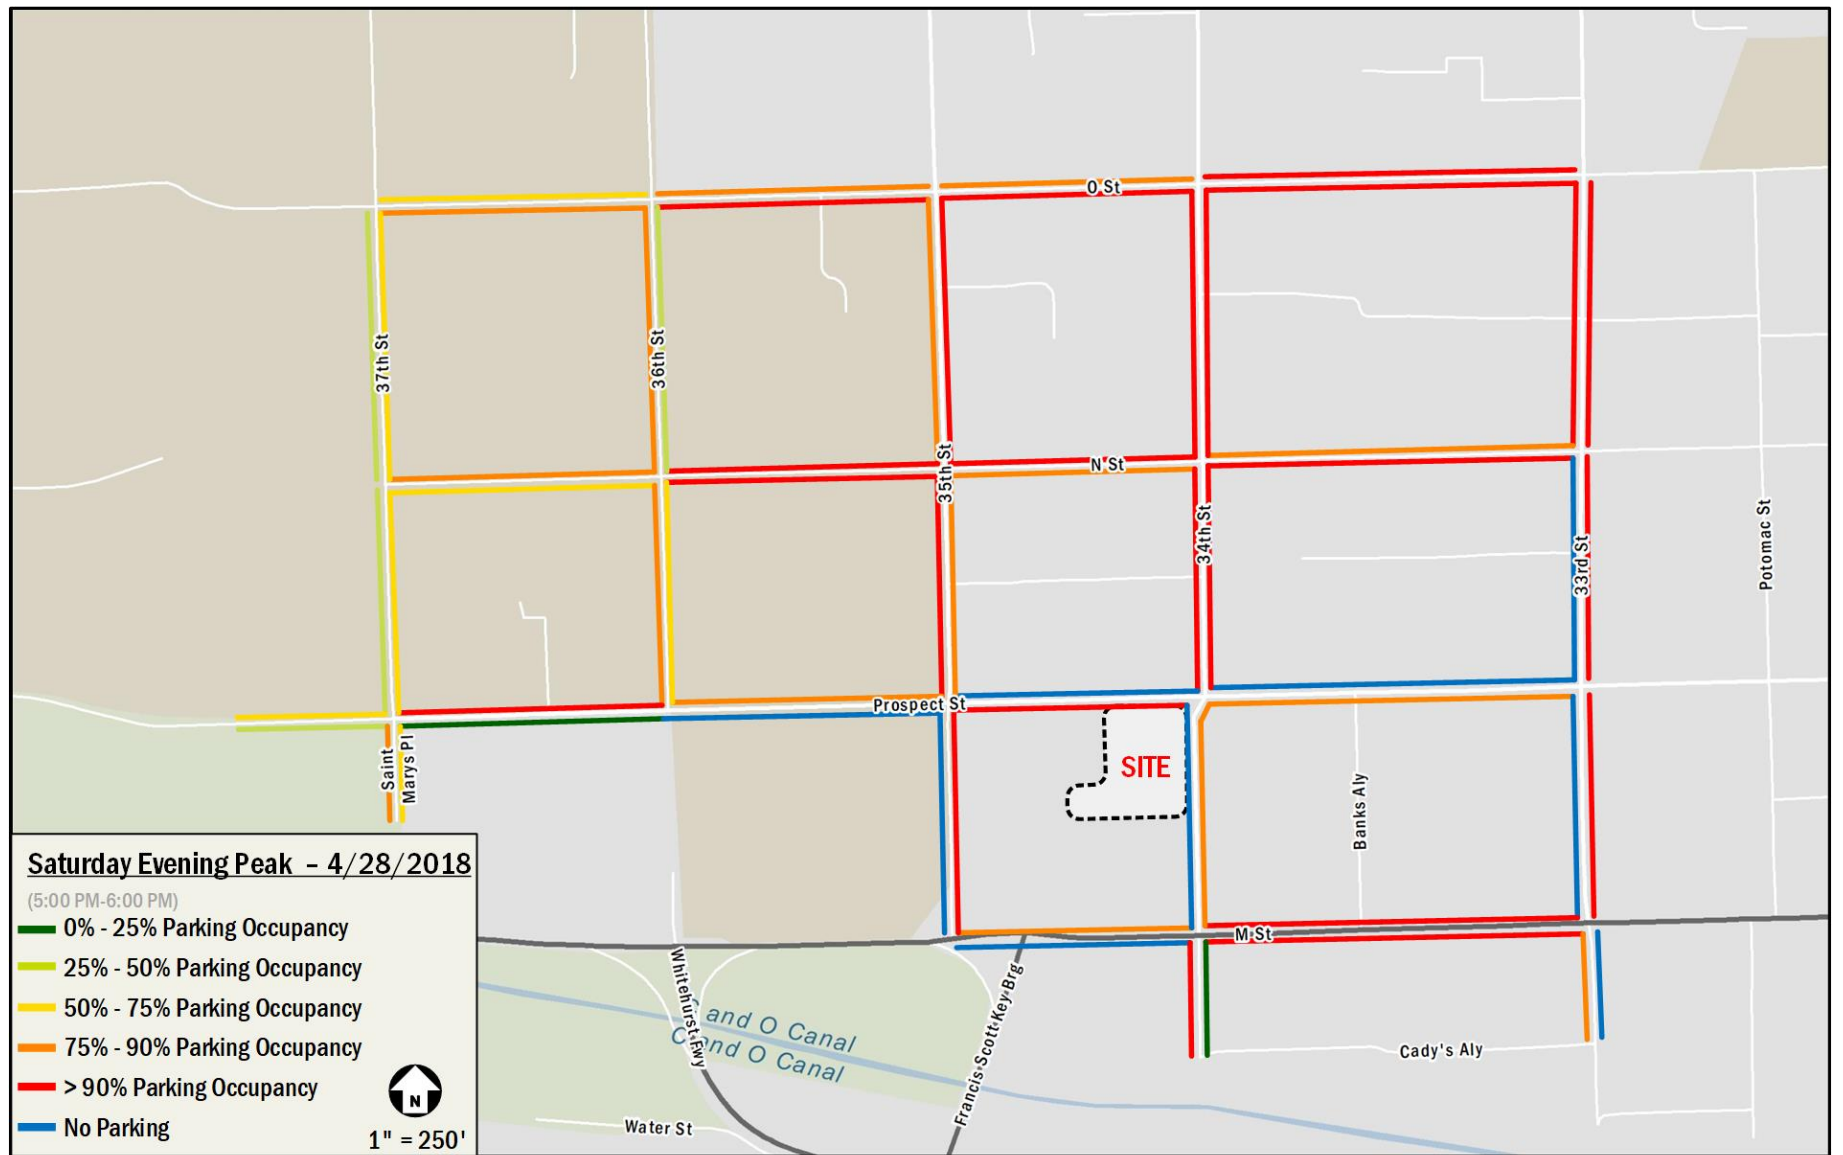 O St
37th St
36th St
35th St
N St
34th St
33rd St
Potomac St
Prospect St
Saint
Marys Pl
SITE
Banks Aly
M St
Whitehurst Fwy
Francis Scott Key Brg
C and O Canal
C and O Canal
Cady's Aly
Water St
Saturday Evening Peak - 4/28/2018
(5:00 PM-6:00 PM)
0% - 25% Parking Occupancy
25% - 50% Parking Occupancy
50% - 75% Parking Occupancy
75% - 90% Parking Occupancy
> 90% Parking Occupancy
No Parking
N
1" = 250'